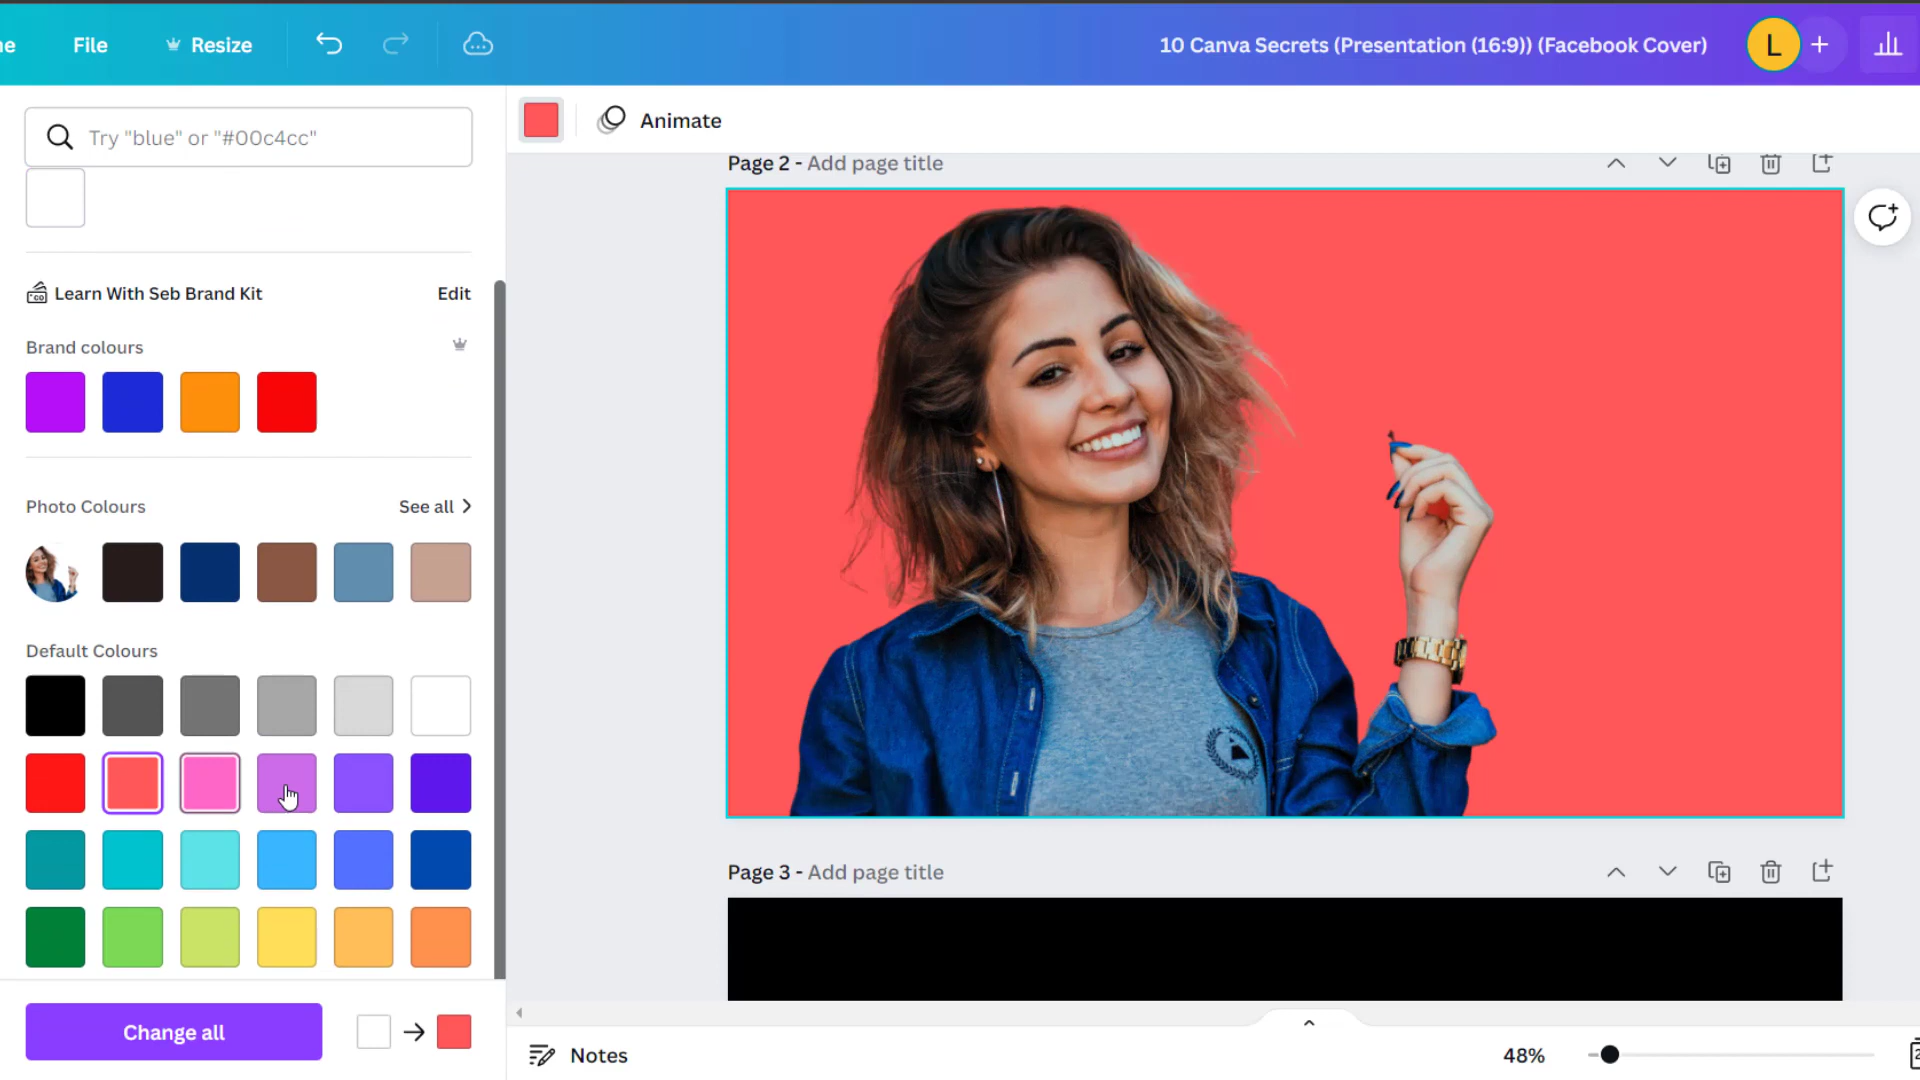 ne
File
Resize
10 Canva Secrets (Presentation (16:9)) (Facebook Cover)
L
Try "blue" or "#00c4cc"
Animate
Page 2 - Add page title
Learn With Seb Brand Kit
Edit
Brand colours
Photo Colours
See all
Default Colours
Page 3 - Add page title
Change all
Notes
48%